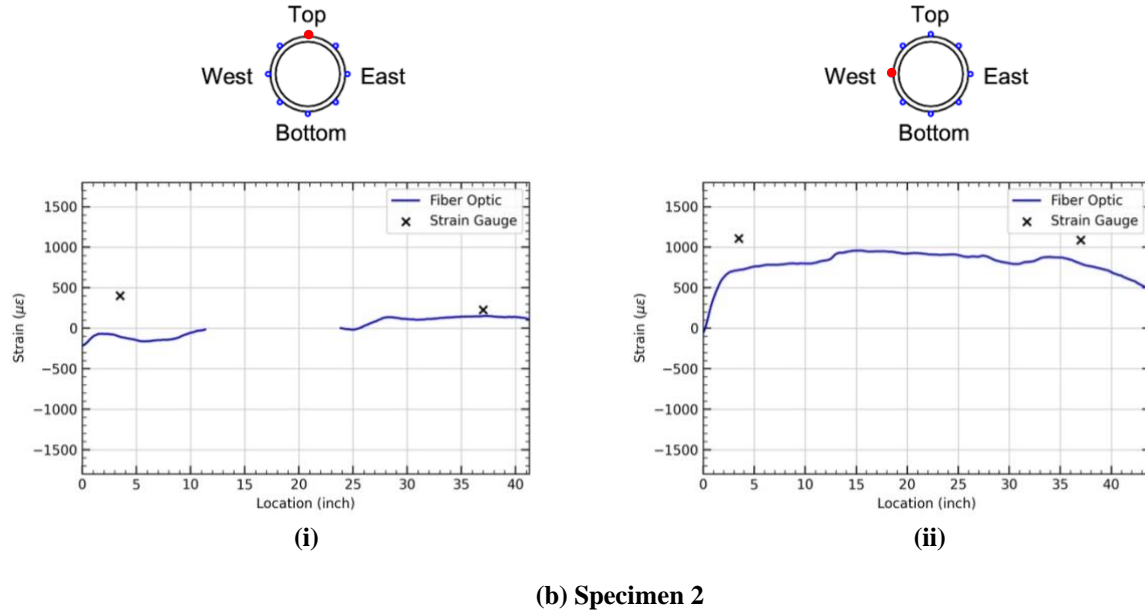 Top
West East
Bottom
Top
West East
Bottom
1500
1000
500
0
−500
−1000
−1500
Strain (με)
Fiber Optic
Strain Gauge
0 5 10 15 20 25 30 35 40
Location (inch)
(i)
1500
1000
500
0
−500
−1000
−1500
Strain (με)
Fiber Optic
Strain Gauge
0 5 10 15 20 25 30 35 40
Location (inch)
(ii)
(b) Specimen 2